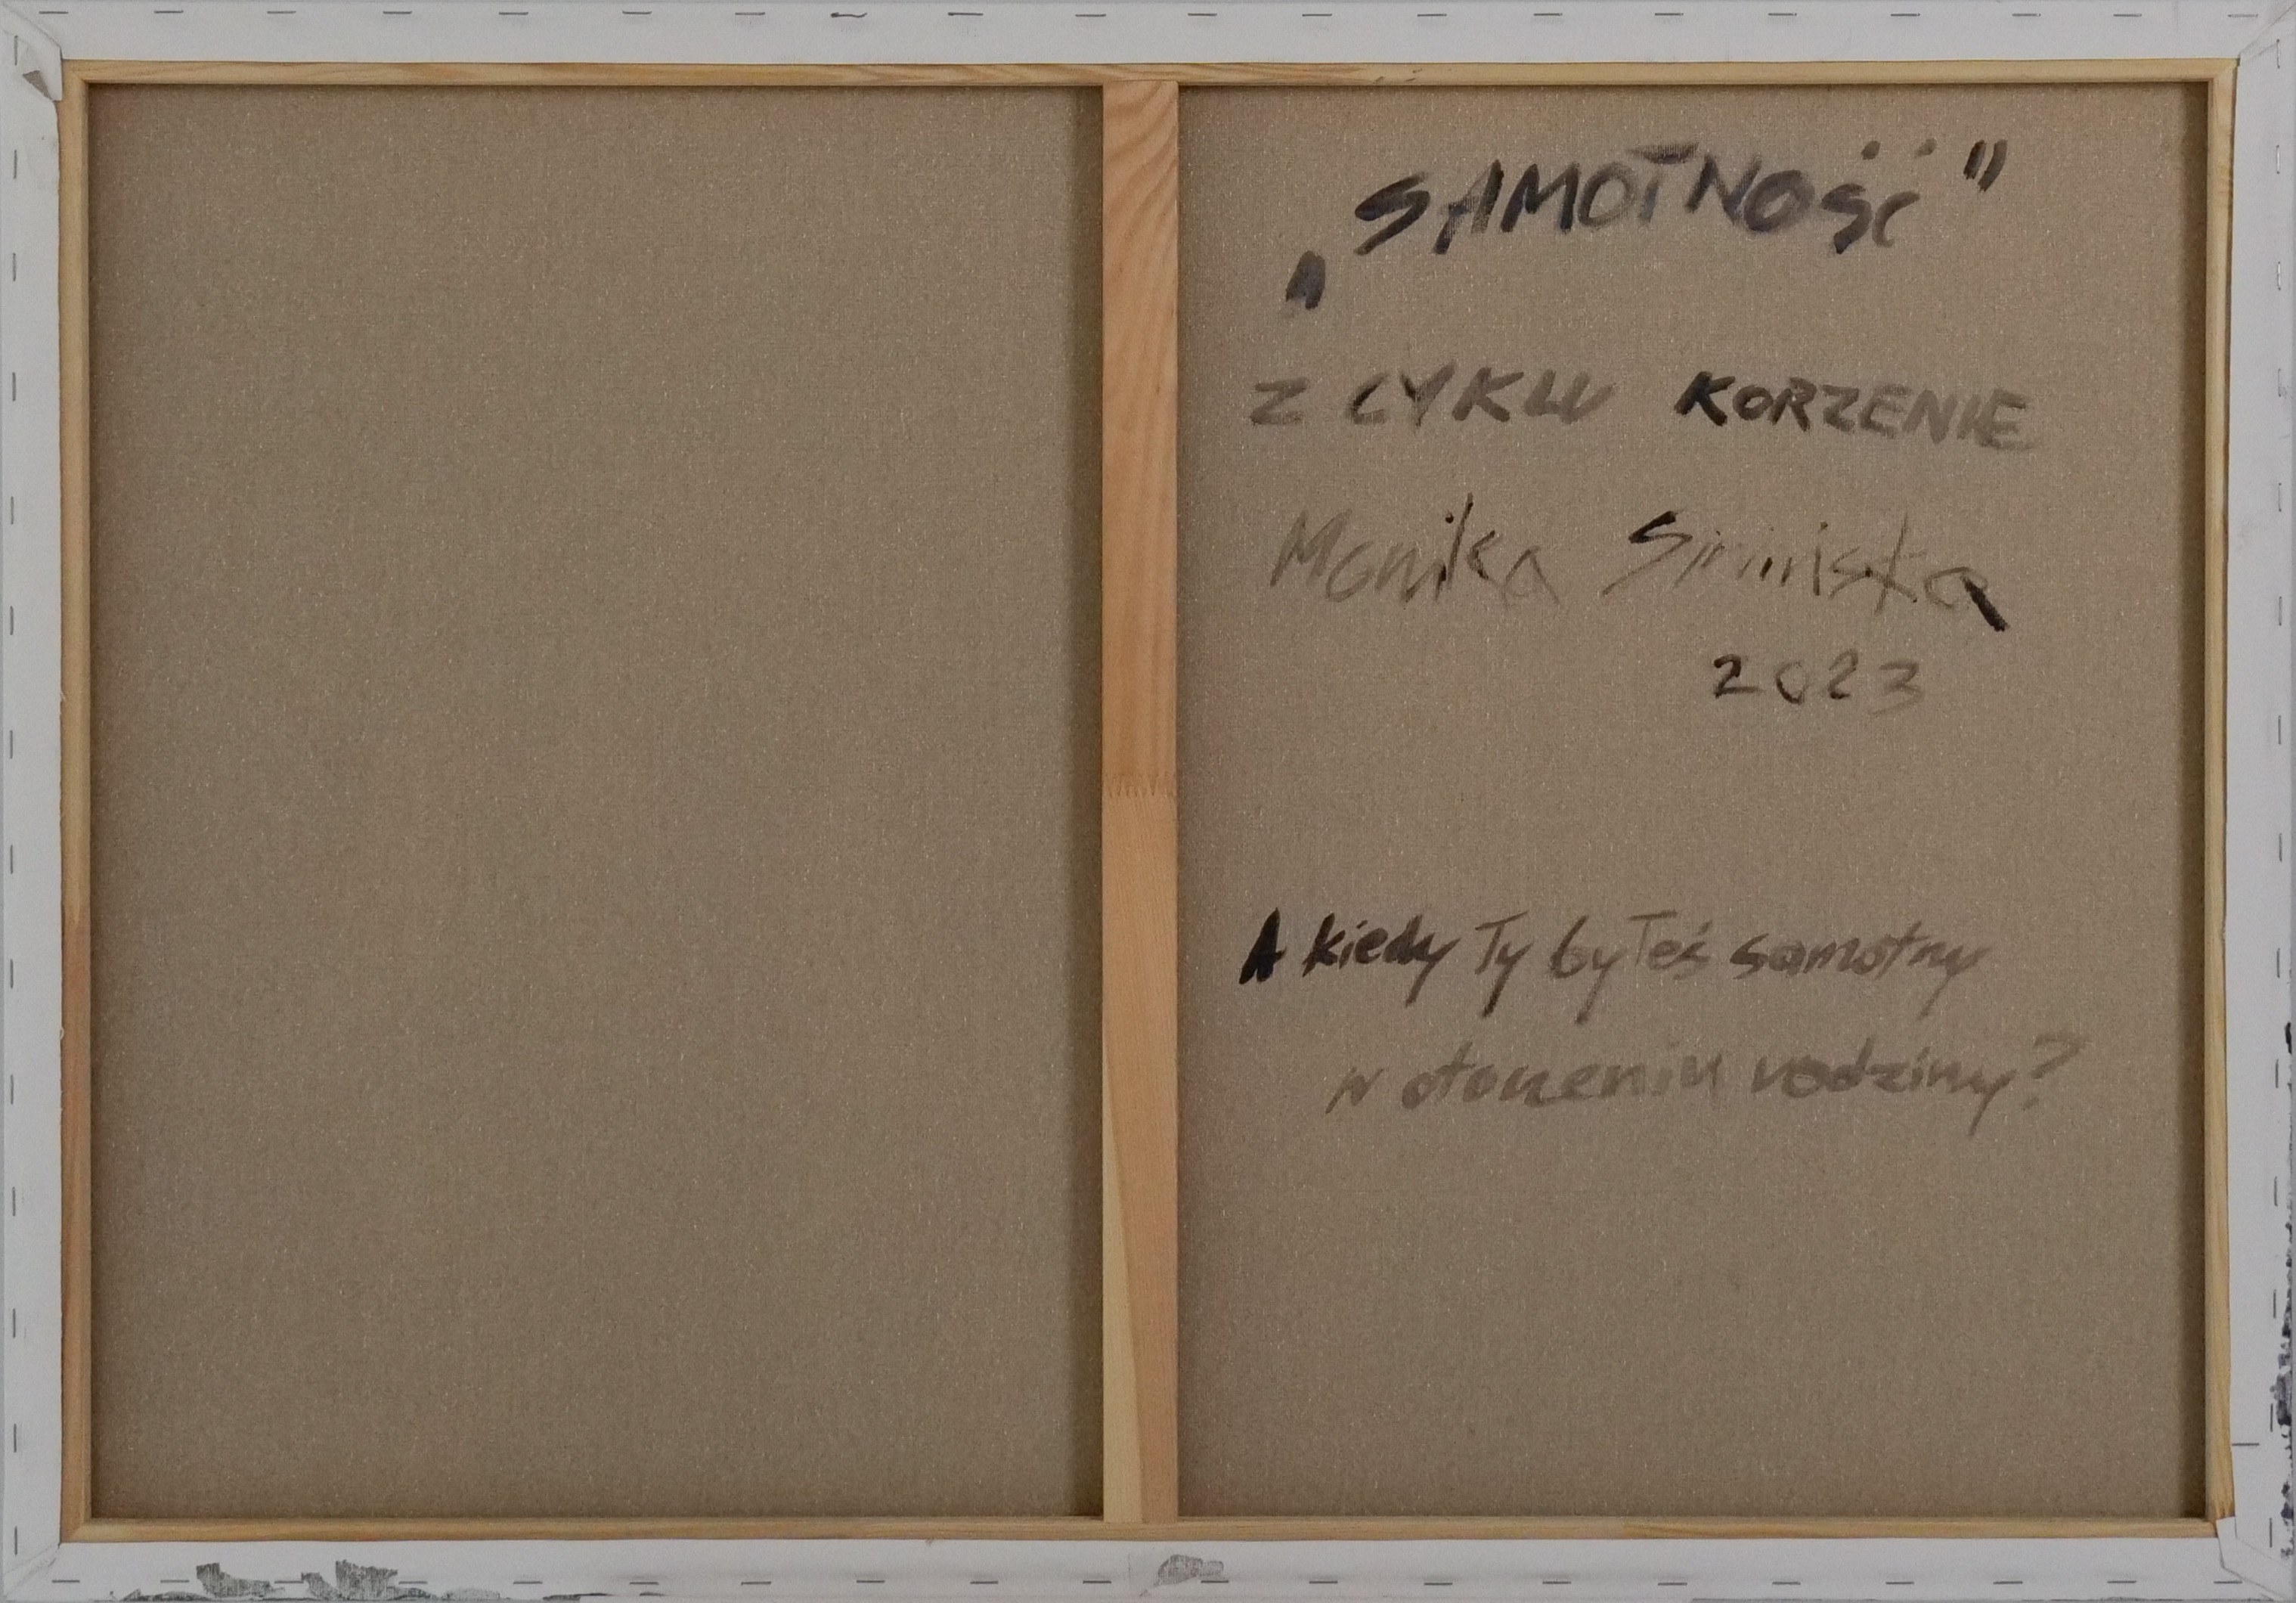 „SAMOTNOŚĆ"
Z CYKLU KORZENIE
Monika
2023
A kiedy Ty byłeś samotny
w otoczeniu rodziny?